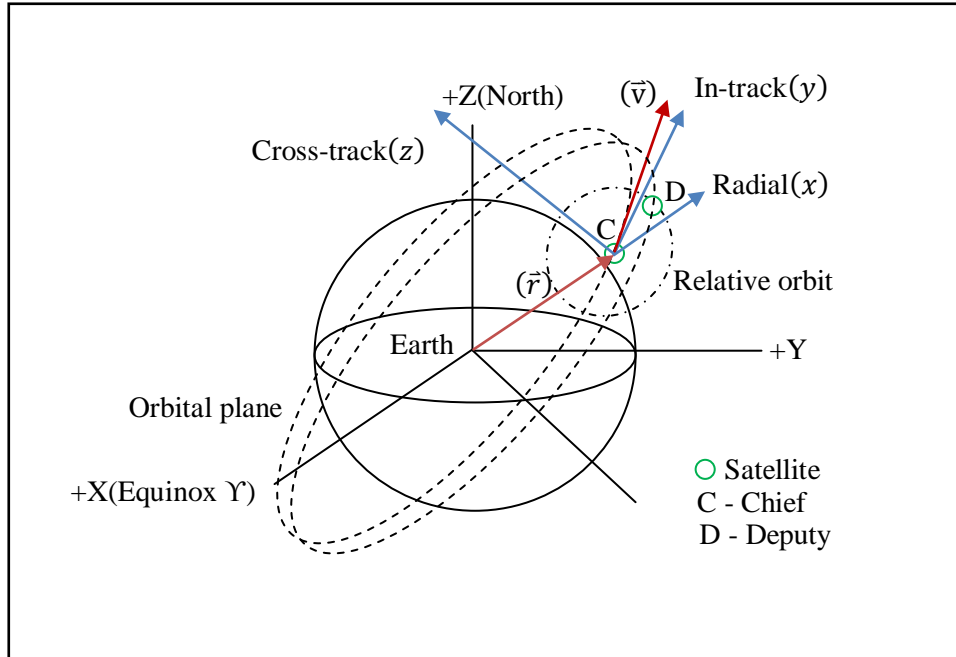 (v⃗)
In-track(y)
+Z(North)
Cross-track(z)
Radial(x)
D
C
(r⃗)
Relative orbit
Earth
+Y
Orbital plane
+X(Equinox ϒ)
Satellite
C - Chief
D - Deputy